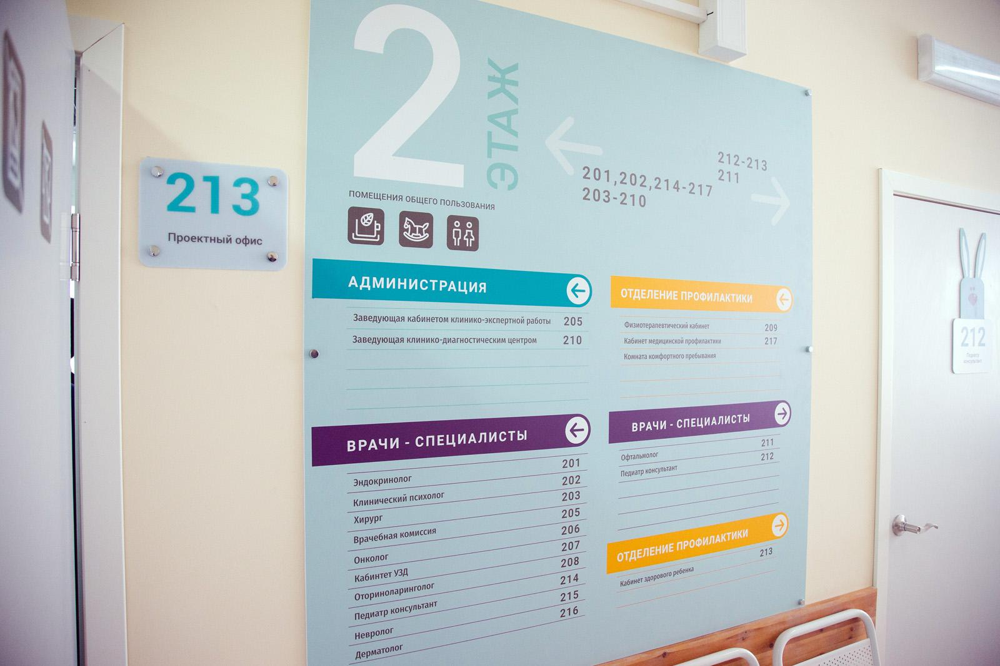 213
Проектный офис
2
ЭТАЖ
201,202,214-217
203-210
212-213
211
ПОМЕЩЕНИЯ ОБЩЕГО ПОЛЬЗОВАНИЯ
АДМИНИСТРАЦИЯ
Заведующая кабинетом клинико-экспертной работы 205
Заведующая клинико-диагностическим центром 210
ВРАЧИ - СПЕЦИАЛИСТЫ
Эндокринолог 201
Клинический психолог 202
Хирург 203
Врачебная комиссия 205
Онколог 206
Кабинтет УЗД 207
Оториноларинголог 208
Педиатр консультант 214
Невролог 215
Дерматолог 216
ОТДЕЛЕНИЕ ПРОФИЛАКТИКИ
Физиотерапевтический кабинет 209
Кабинет медицинской профилактики 217
Комната комфортного пребывания
ВРАЧИ - СПЕЦИАЛИСТЫ
Офтальмолог 211
Педиатр консультант 212
ОТДЕЛЕНИЕ ПРОФИЛАКТИКИ
Кабинет здорового ребенка 213
212
Педиатр
консультант